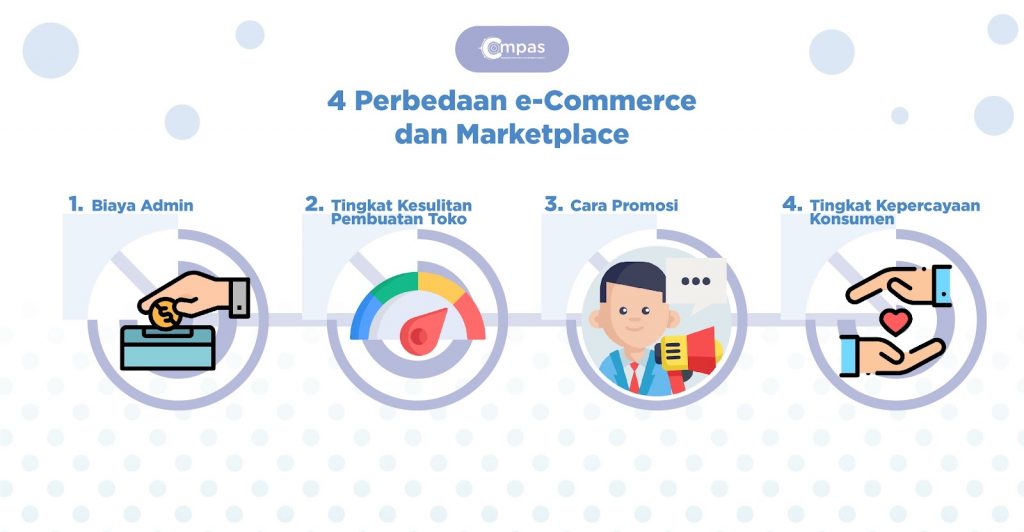 Compas
4 Perbedaan e-Commerce
dan Marketplace
1. Biaya Admin
2. Tingkat Kesulitan
Pembuatan Toko
3. Cara Promosi
4. Tingkat Kepercayaan
Konsumen